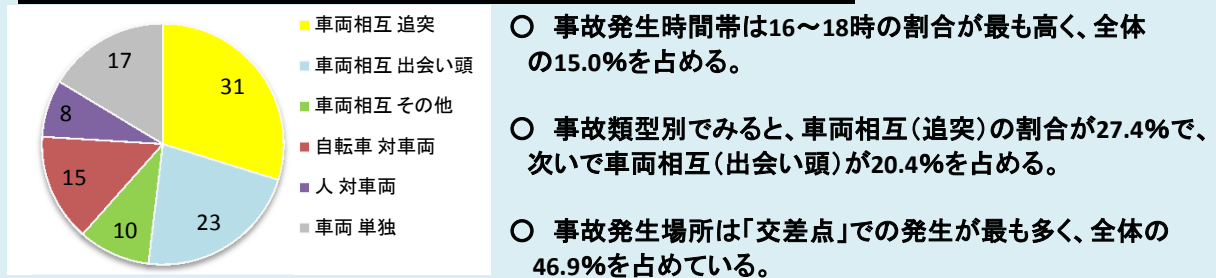 31
23
10
15
8
17
車両相互 追突
車両相互 出会い頭
車両相互 その他
自転車 対車両
人 対車両
車両 単独
○ 事故発生時間帯は16～18時の割合が最も高く、全体
の15.0%を占める。
○ 事故類型別でみると、車両相互（追突）の割合が27.4%で、
次いで車両相互（出会い頭）が20.4%を占める。
○ 事故発生場所は「交差点」での発生が最も多く、全体の
46.9%を占めている。